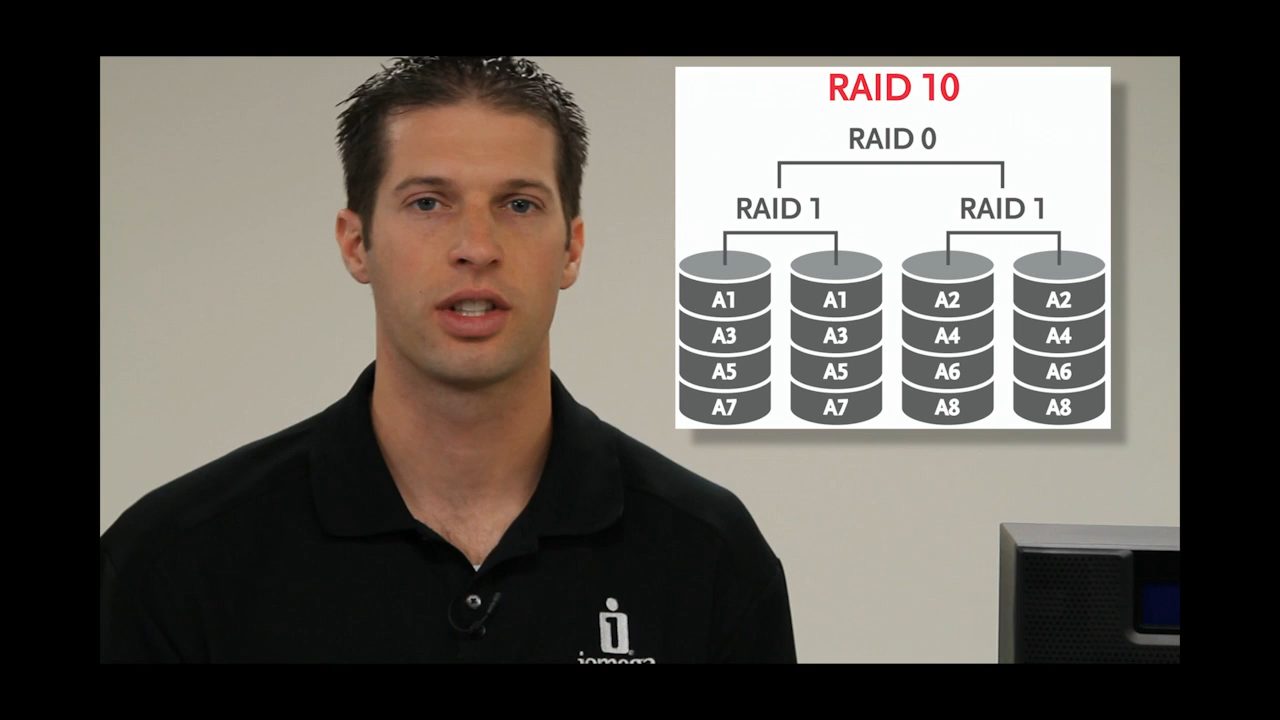 RAID 10
RAID 0
RAID 1 RAID 1
A1 A1 A2 A2
A3 A3 A4 A4
A5 A5 A6 A6
A7 A7 A8 A8
iomega